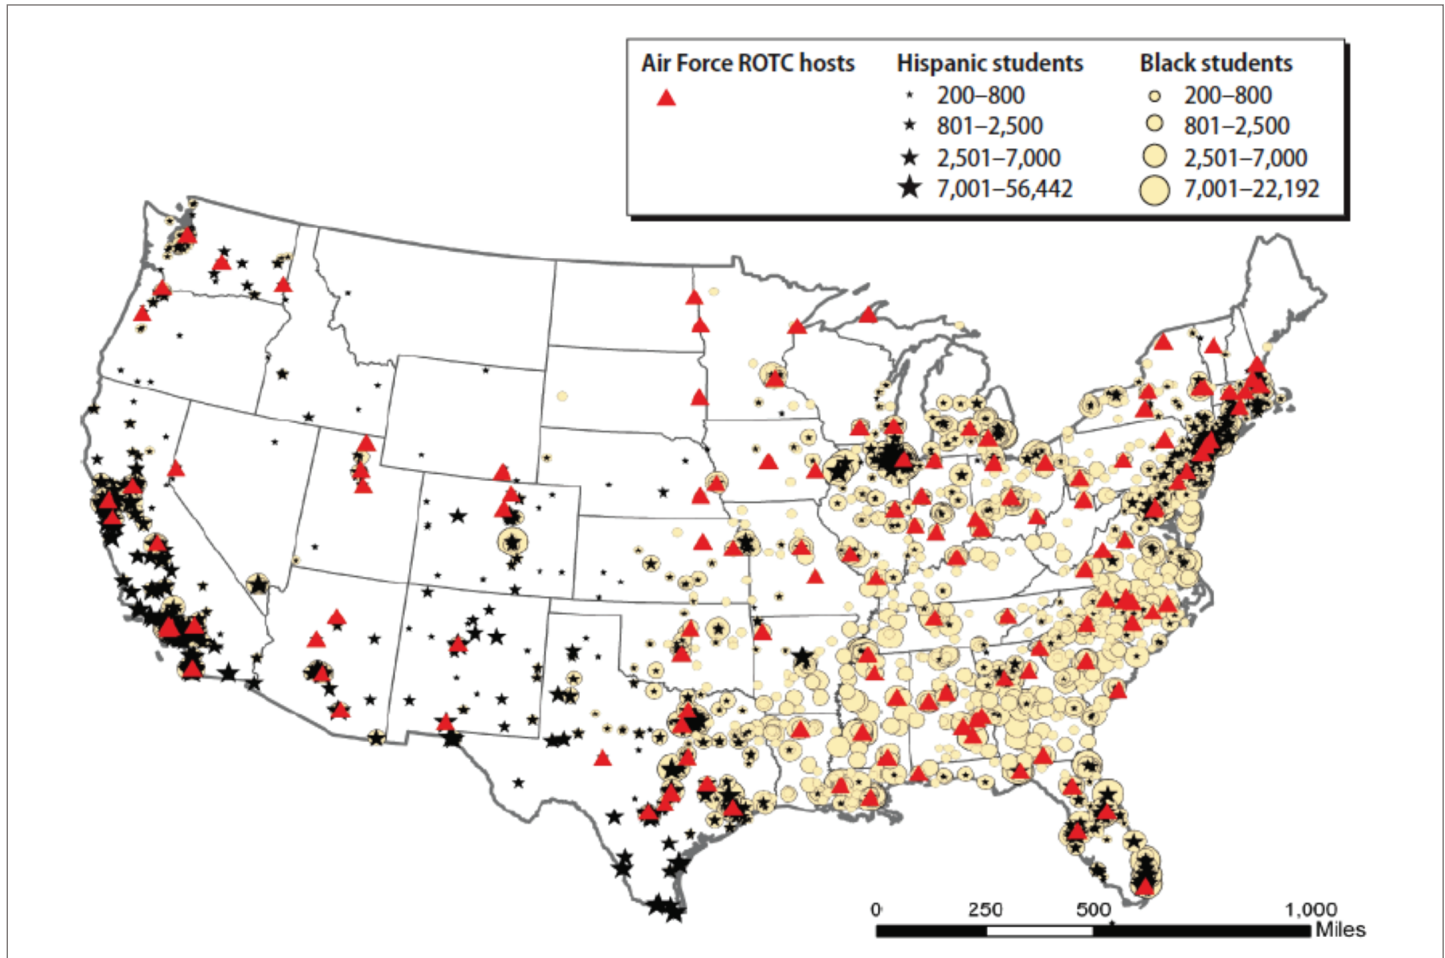 Air Force ROTC hosts
Hispanic students
200–800
801–2,500
2,501–7,000
7,001–56,442
Black students
200–800
801–2,500
2,501–7,000
7,001–22,192
0 250 500 1,000
Miles